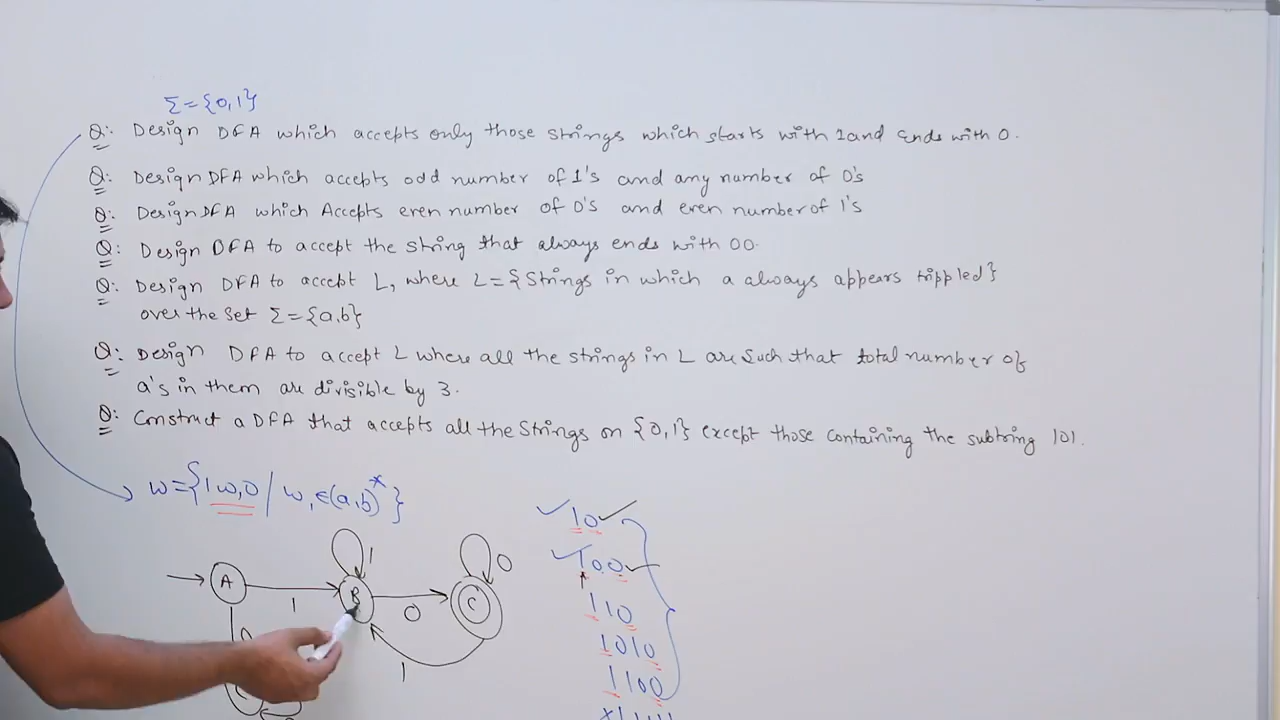 Σ={0,1}
Q: Design DFA which accepts only those strings which starts with 1 and Ends with 0.
Q: Design DFA which accepts odd number of 1's and any number of 0's
Q: Design DFA which Accepts even number of 0's and even number of 1's
Q: Design DFA to accept the string that always ends with 00.
Q: Design DFA to accept L, where L={Strings in which a always appears trippled}
over the set Σ={a,b}
Q: Design DFA to accept L where all the strings in L are such that total number of
a's in them are divisible by 3.
Q: Construct a DFA that accepts all the Strings on {0,1} except those containing the substring 101.
w={1w,0 / w,∈(a,b)*}
10
100
110
1010
1100
1
0
A
B
C
1
0
1